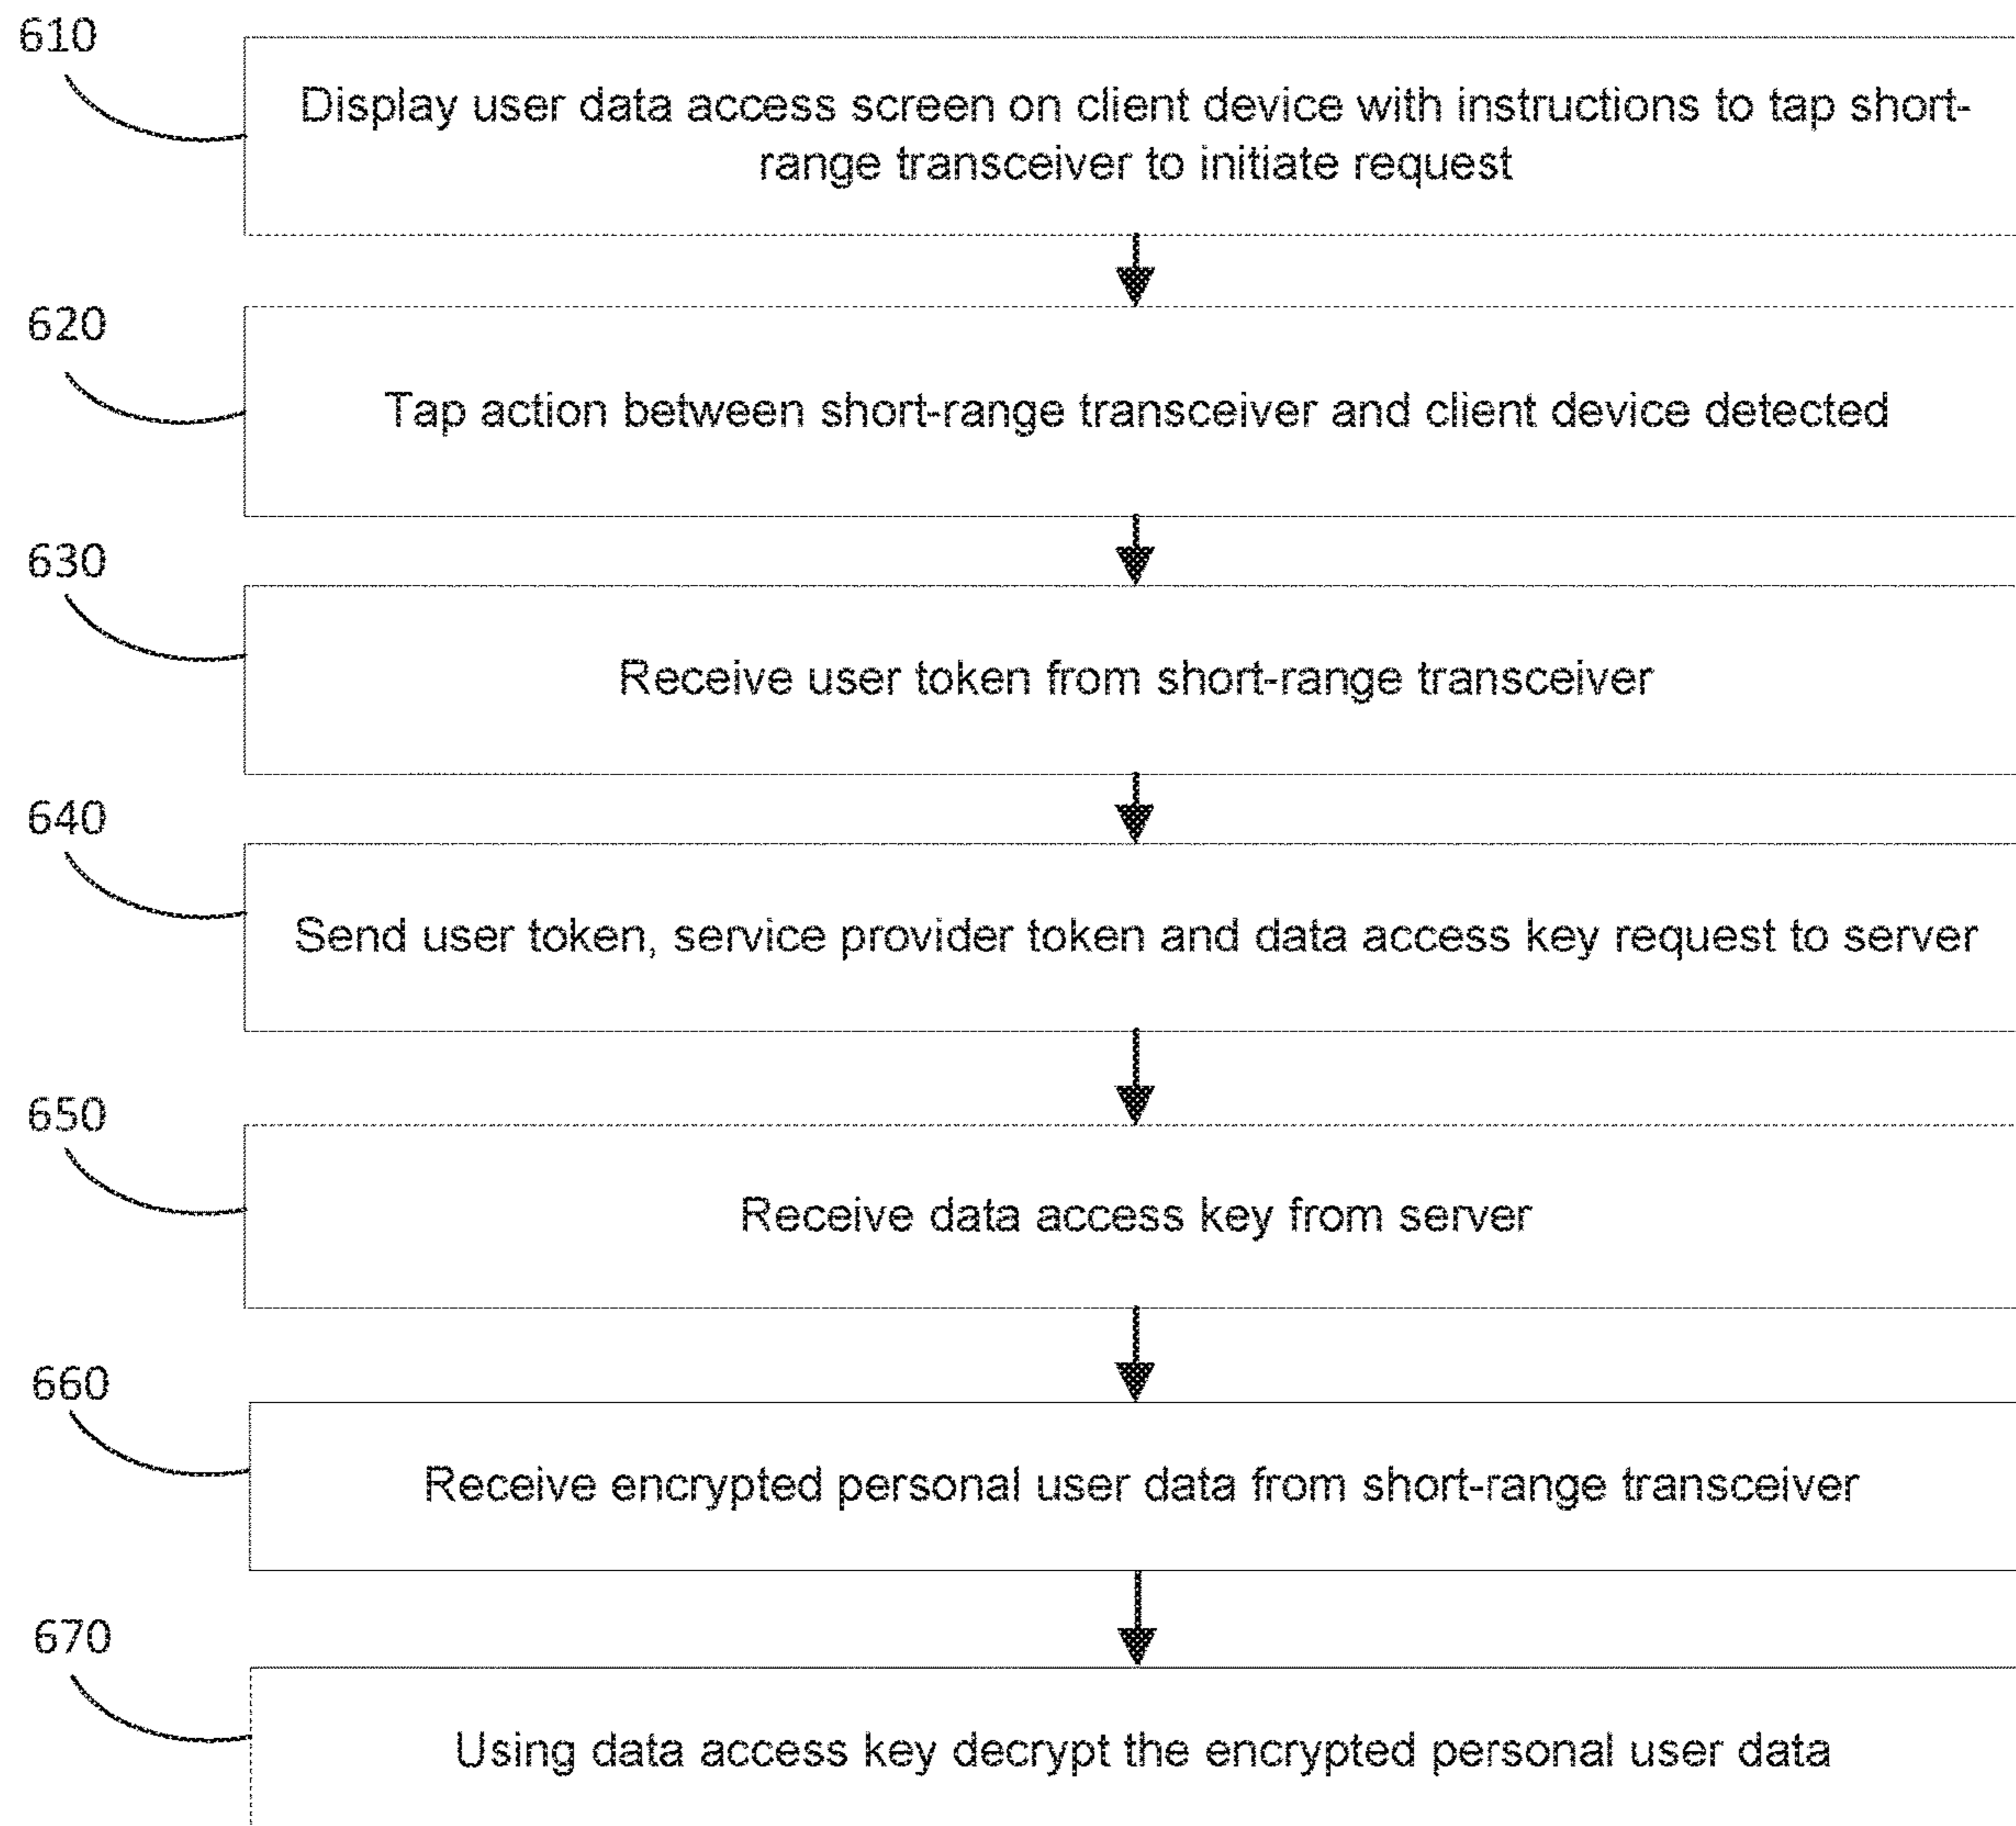 610
Display user data access screen on client device with instructions to tap short-
range transceiver to initiate request
620
Tap action between short-range transceiver and client device detected
630
Receive user token from short-range transceiver
640
Send user token, service provider token and data access key request to server
650
Receive data access key from server
660
Receive encrypted personal user data from short-range transceiver
670
Using data access key decrypt the encrypted personal user data